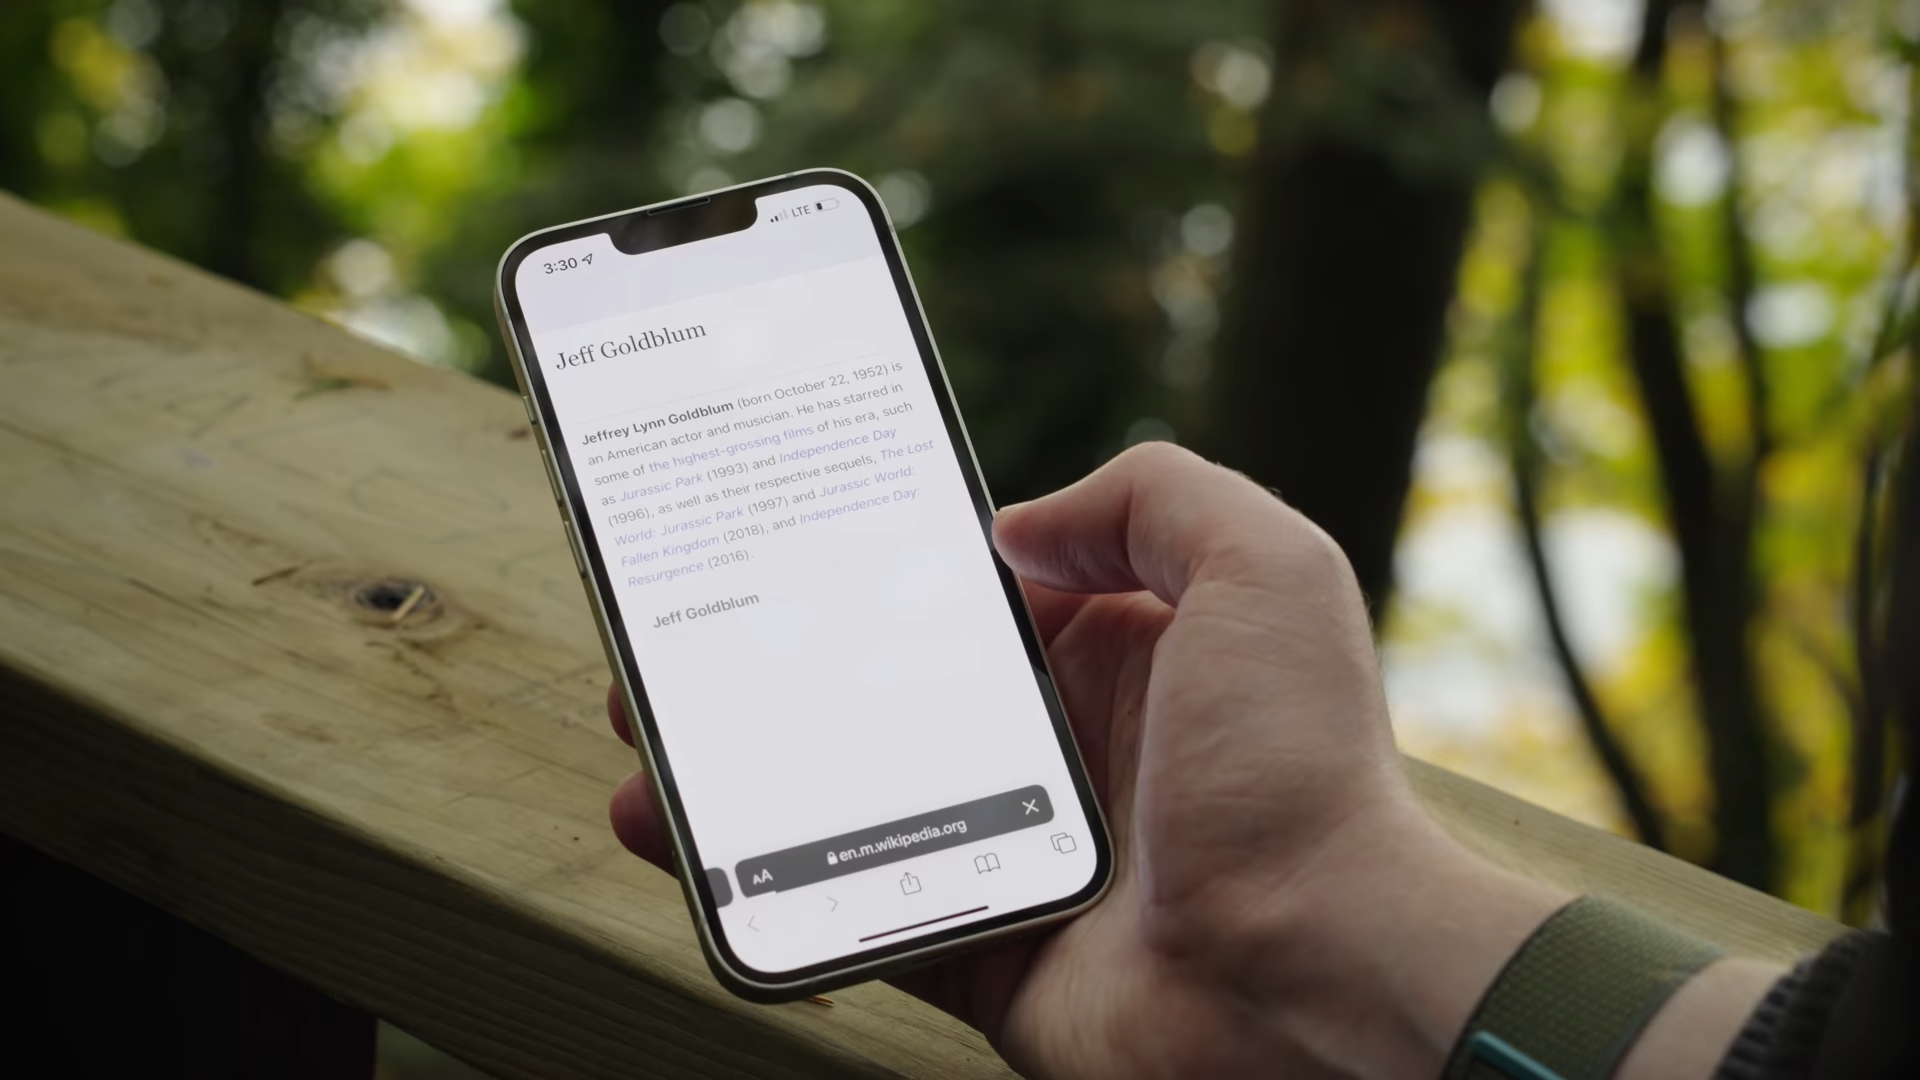 3:30
LTE
Jeff Goldblum
Jeffrey Lynn Goldblum (born October 22, 1952) is
an American actor and musician. He has starred in
some of the highest-grossing films of his era, such
as Jurassic Park (1993) and Independence Day
(1996), as well as their respective sequels, The Lost
World: Jurassic Park (1997) and Jurassic World:
Fallen Kingdom (2018), and Independence Day:
Resurgence (2016).
Jeff Goldblum
AA en.m.wikipedia.org